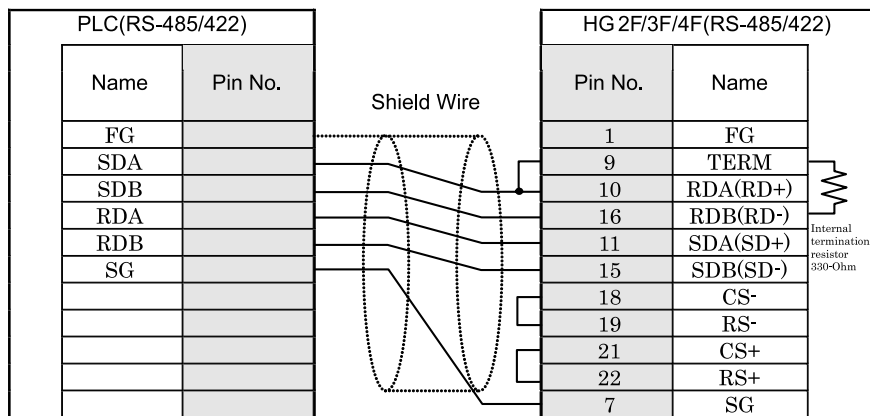 PLC(RS-485/422)
HG 2F/3F/4F(RS-485/422)
Name Pin No.
Shield Wire
Pin No. Name
FG
1 FG
SDA
9 TERM
SDB
10 RDA(RD+)
RDA
16 RDB(RD-)
RDB
11 SDA(SD+)
SG
15 SDB(SD-)
Internal
termination
resistor
330-Ohm
18 CS-
19 RS-
21 CS+
22 RS+
7 SG